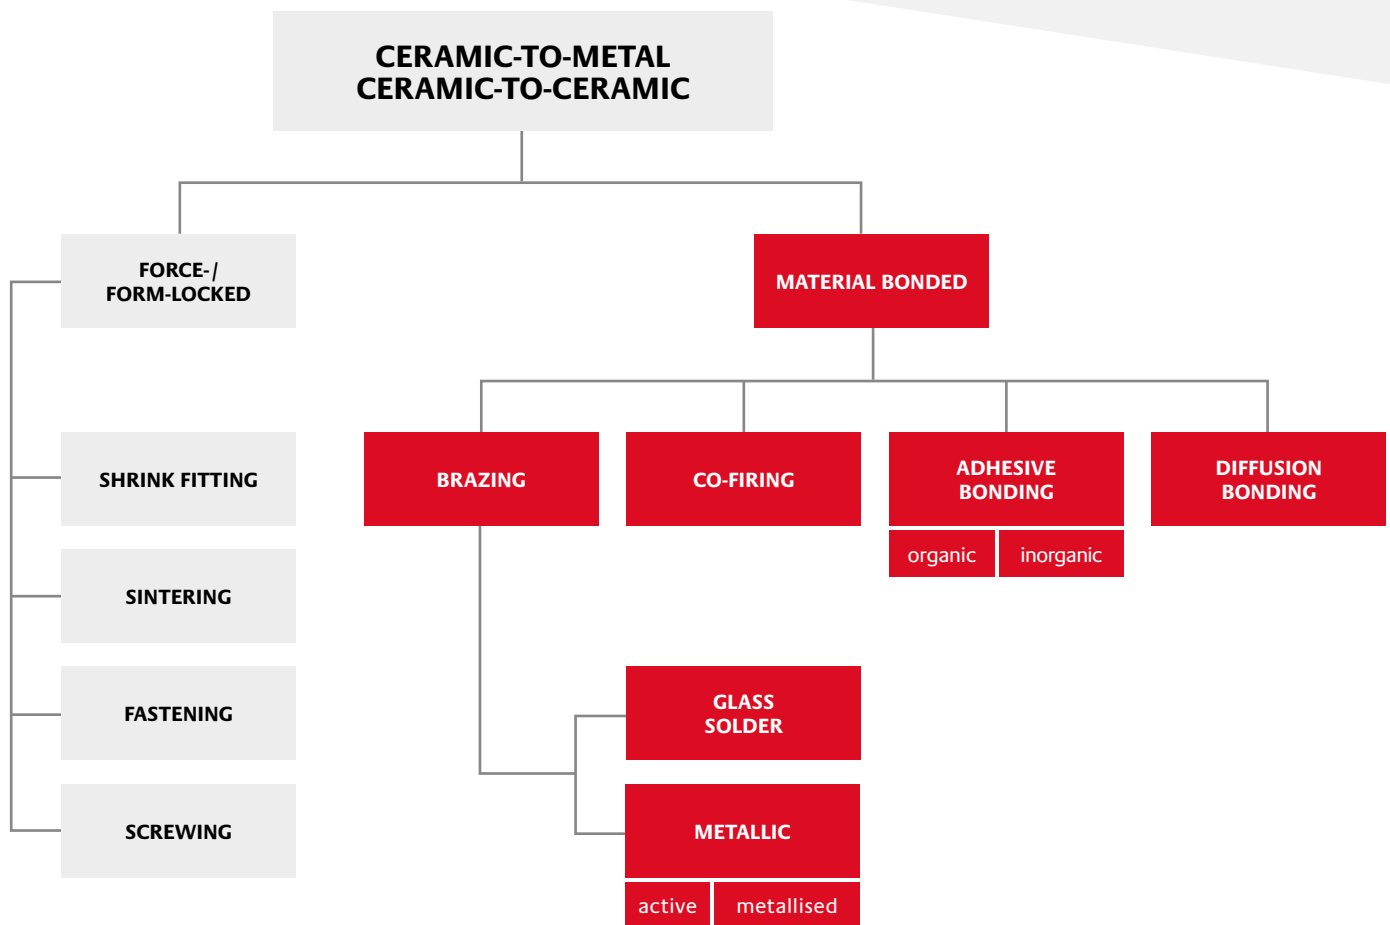 CERAMIC-TO-METAL
CERAMIC-TO-CERAMIC
FORCE-/
FORM-LOCKED
MATERIAL BONDED
SHRINK FITTING
BRAZING
CO-FIRING
ADHESIVE
BONDING
DIFFUSION
BONDING
organic
inorganic
SINTERING
FASTENING
GLASS
SOLDER
SCREWING
METALLIC
active
metallised